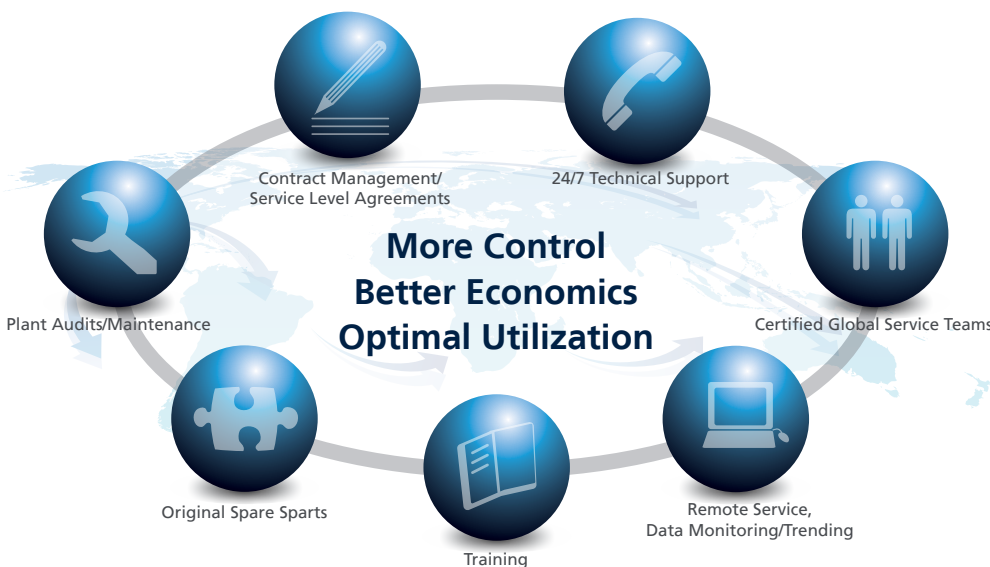 Contract Management/
Service Level Agreements
24/7 Technical Support
More Control
Better Economics
Optimal Utilization
Plant Audits/Maintenance
Certified Global Service Teams
Original Spare Sparts
Remote Service,
Data Monitoring/Trending
Training